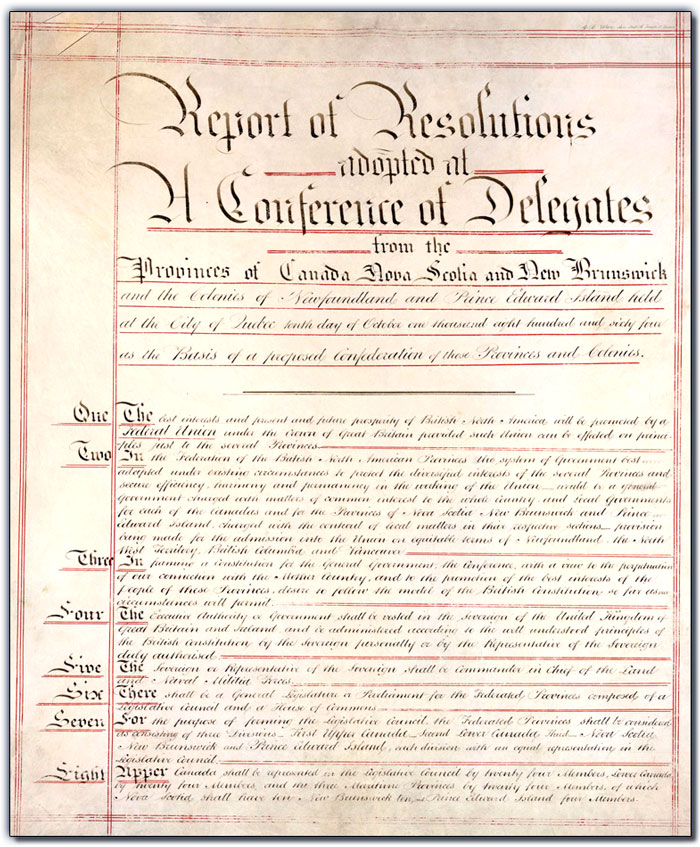 Report of Resolutions
adopted at
A Conference of Delegates
from the
Provinces of Canada Nova Scotia and New Brunswick
and the Colonies of Newfoundland and Prince Edward Island held
at the City of Quebec tenth day of October one thousand eight hundred and sixty four
as the Basis of a proposed Confederation of those Provinces and Colonies.
One The best interests and present and future prosperity of British North America will be promoted by a
Federal Union under the Crown of Great Britain provided such Union can be effected on princi-
ples just to the several Provinces
Two In the Federation of the British North American Provinces the system of Government best
adapted under existing circumstances to protect the diversified interests of the several Provinces and
secure efficiency harmony and permanency in the working of the Union would be a general
Government charged with matters of common interest to the whole Country, and local Governments
for each of the Canadas and for the Provinces of Nova Scotia New Brunswick and Prince
Edward Island, charged with the control of local matters in their respective sections provision
being made for the admission into the Union on equitable terms of Newfoundland the North
West Territory, British Columbia and Vancouver
Three In framing a Constitution for the General Government, the Conference, with a view to the perpetuation
of our connection with the Mother Country, and to the promotion of the best interests of the
People of these Provinces, desire to follow the model of the British Constitution so far as our
circumstances will permit
Four The Executive Authority or Government shall be vested in the Sovereign of the United Kingdom of
Great Britain and Ireland and be administered according to the well understood principles of
the British Constitution by the Sovereign personally or by the Representative of the Sovereign
duly authorised
Five The Sovereign or Representative of the Sovereign shall be Commander in Chief of the Land
and Naval Militia Forces
Six There shall be a General Legislature or Parliament for the Federated Provinces composed of a
Legislative Council and a House of Commons
Seven For the purpose of forming the Legislative Council, the Federated Provinces shall be considered
as consisting of three Divisions First Upper Canada Second Lower Canada Third Nova Scotia
New Brunswick and Prince Edward Island, each division with an equal representation in the
Legislative Council
Eight Upper Canada shall be represented in the Legislative Council by twenty four Members, Lower Canada
by twenty four Members, and the three Maritime Provinces by twenty four Members, of which
Nova Scotia shall have ten New Brunswick ten and Prince Edward Island four Members.